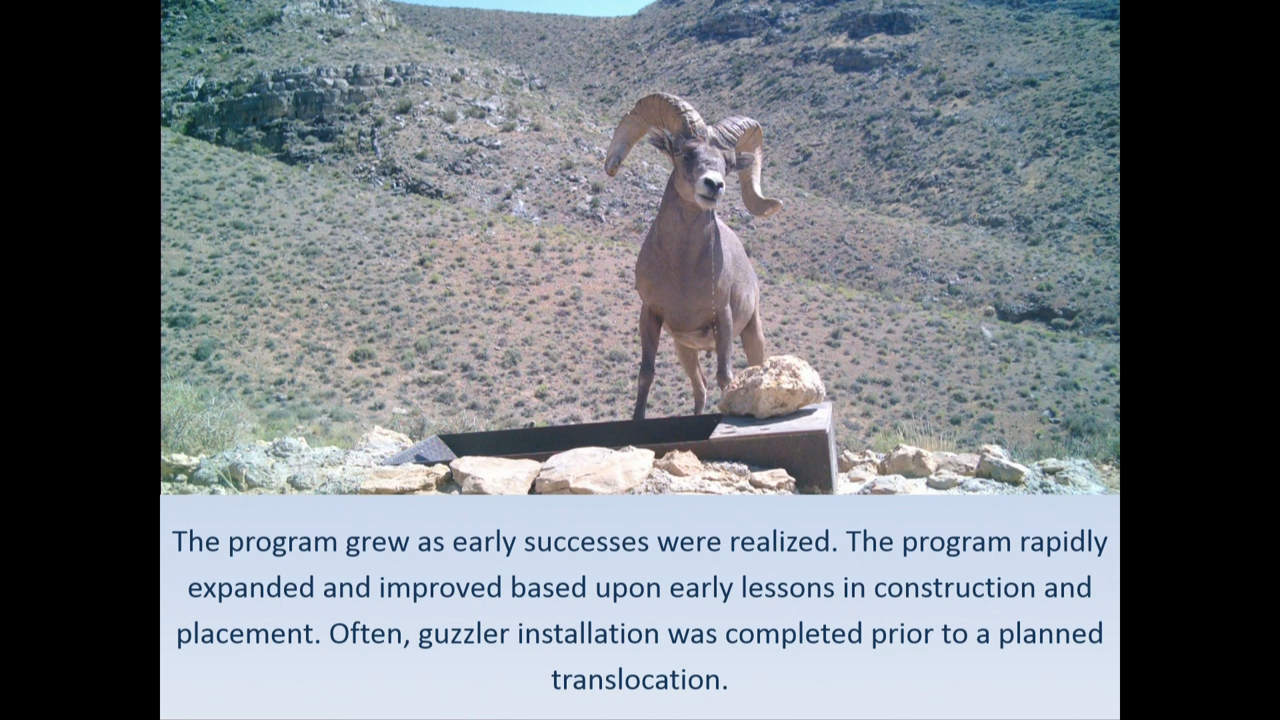 The program grew as early successes were realized. The program rapidly
expanded and improved based upon early lessons in construction and
placement. Often, guzzler installation was completed prior to a planned
translocation.